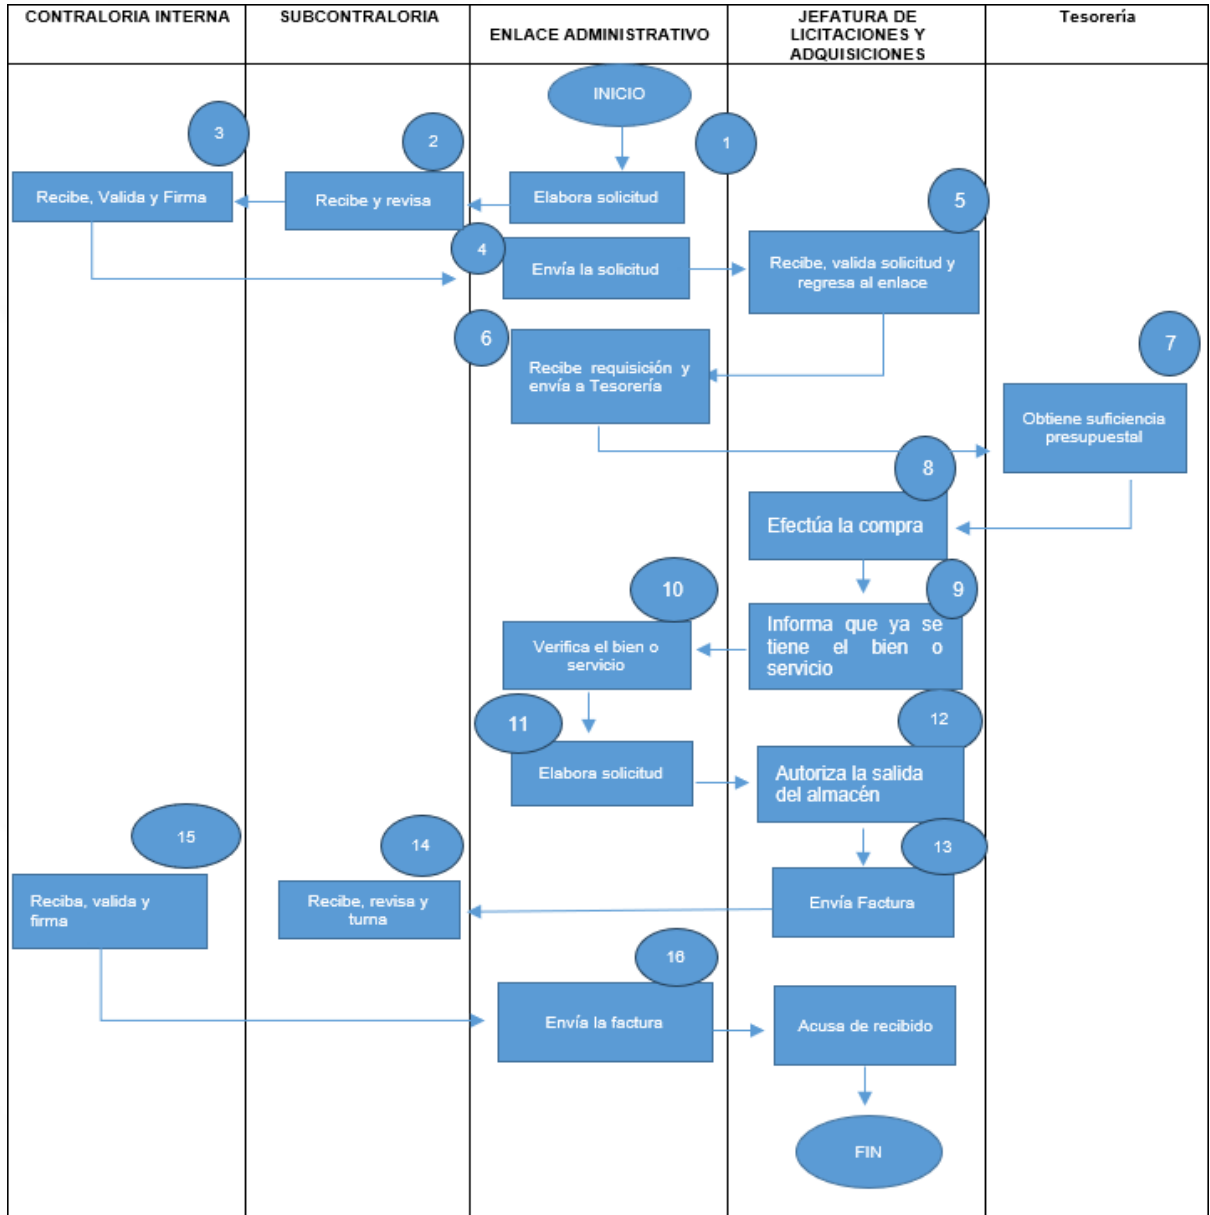 CONTRALORIA INTERNA
SUBCONTRALORIA
ENLACE ADMINISTRATIVO
JEFATURA DE
LICITACIONES Y
ADQUISICIONES
Tesorería
INICIO
1
Elabora solicitud
2
Recibe y revisa
3
Recibe, Valida y Firma
4
Envía la solicitud
5
Recibe, valida solicitud y
regresa al enlace
6
Recibe requisición y
envía a Tesorería
7
Obtiene suficiencia
presupuestal
8
Efectúa la compra
9
Informa que ya se
tiene el bien o
servicio
10
Verifica el bien o
servicio
11
Elabora solicitud
12
Autoriza la salida
del almacén
13
Envía Factura
14
Recibe, revisa y
turna
15
Reciba, valida y
firma
16
Envía la factura
Acusa de recibido
FIN